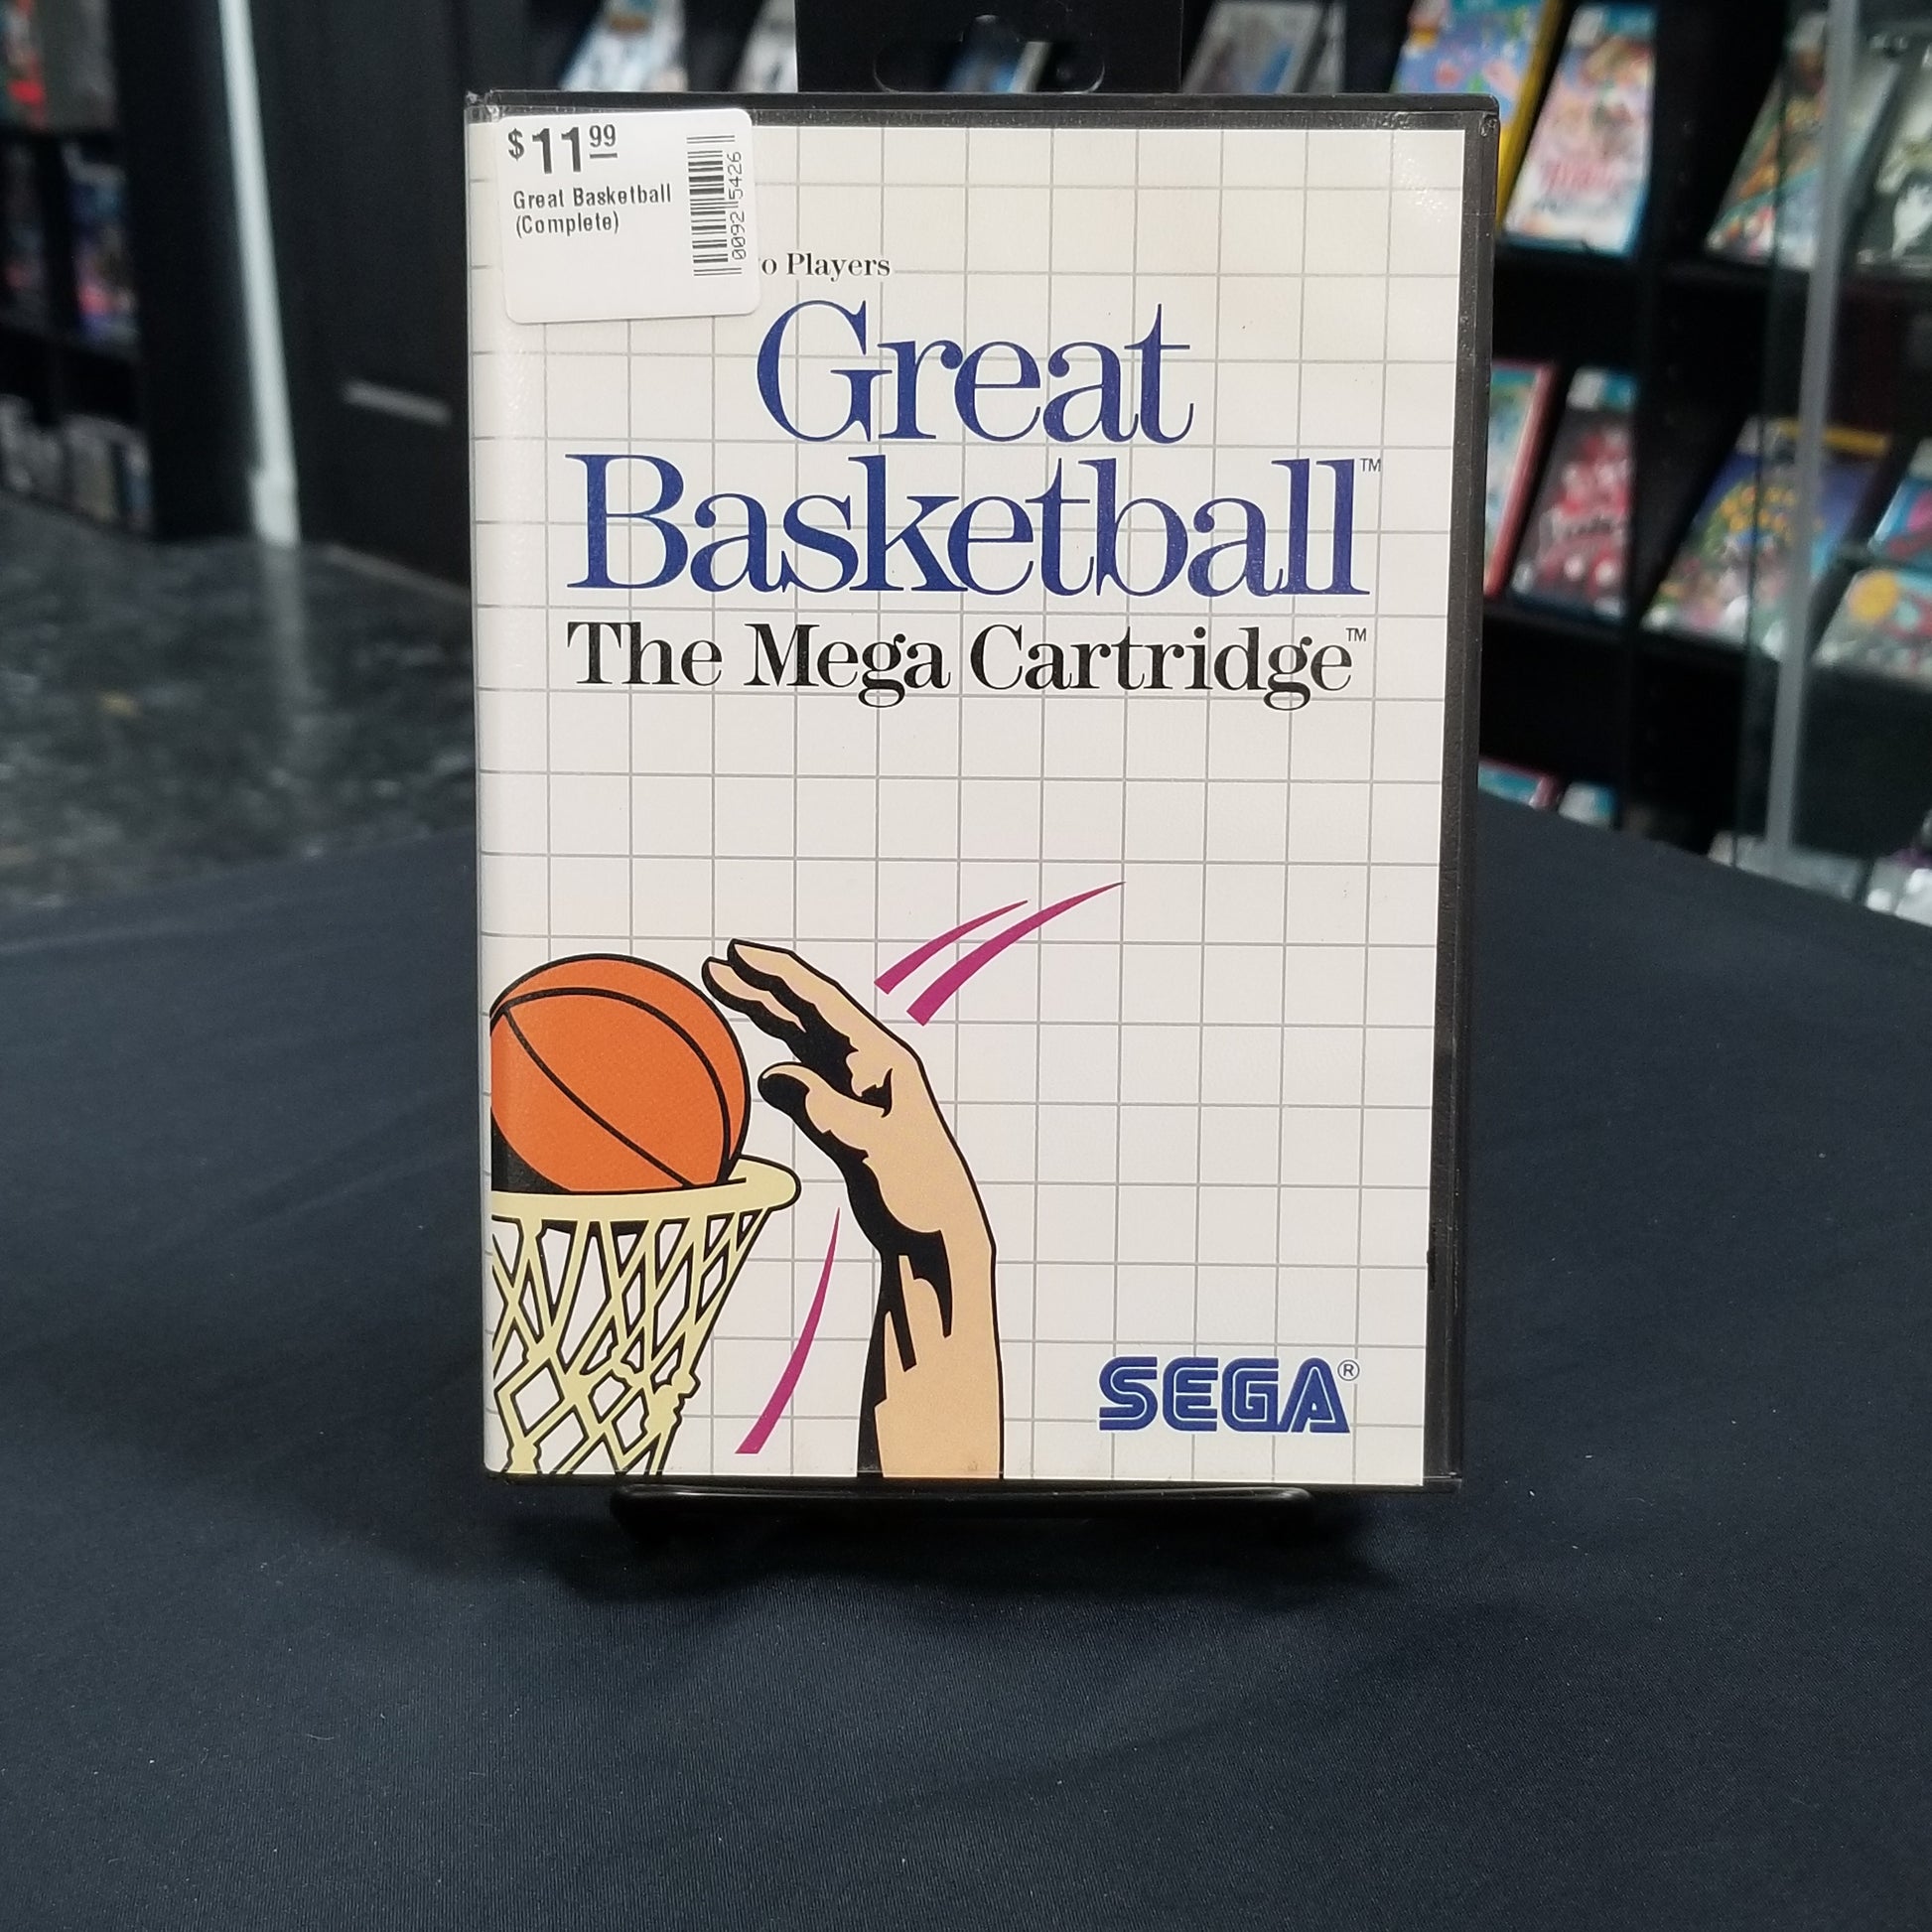 $11.99
Great Basketball
(Complete)
0092 5426
o Players
Great
Basketball™
The Mega Cartridge™
SEGA®